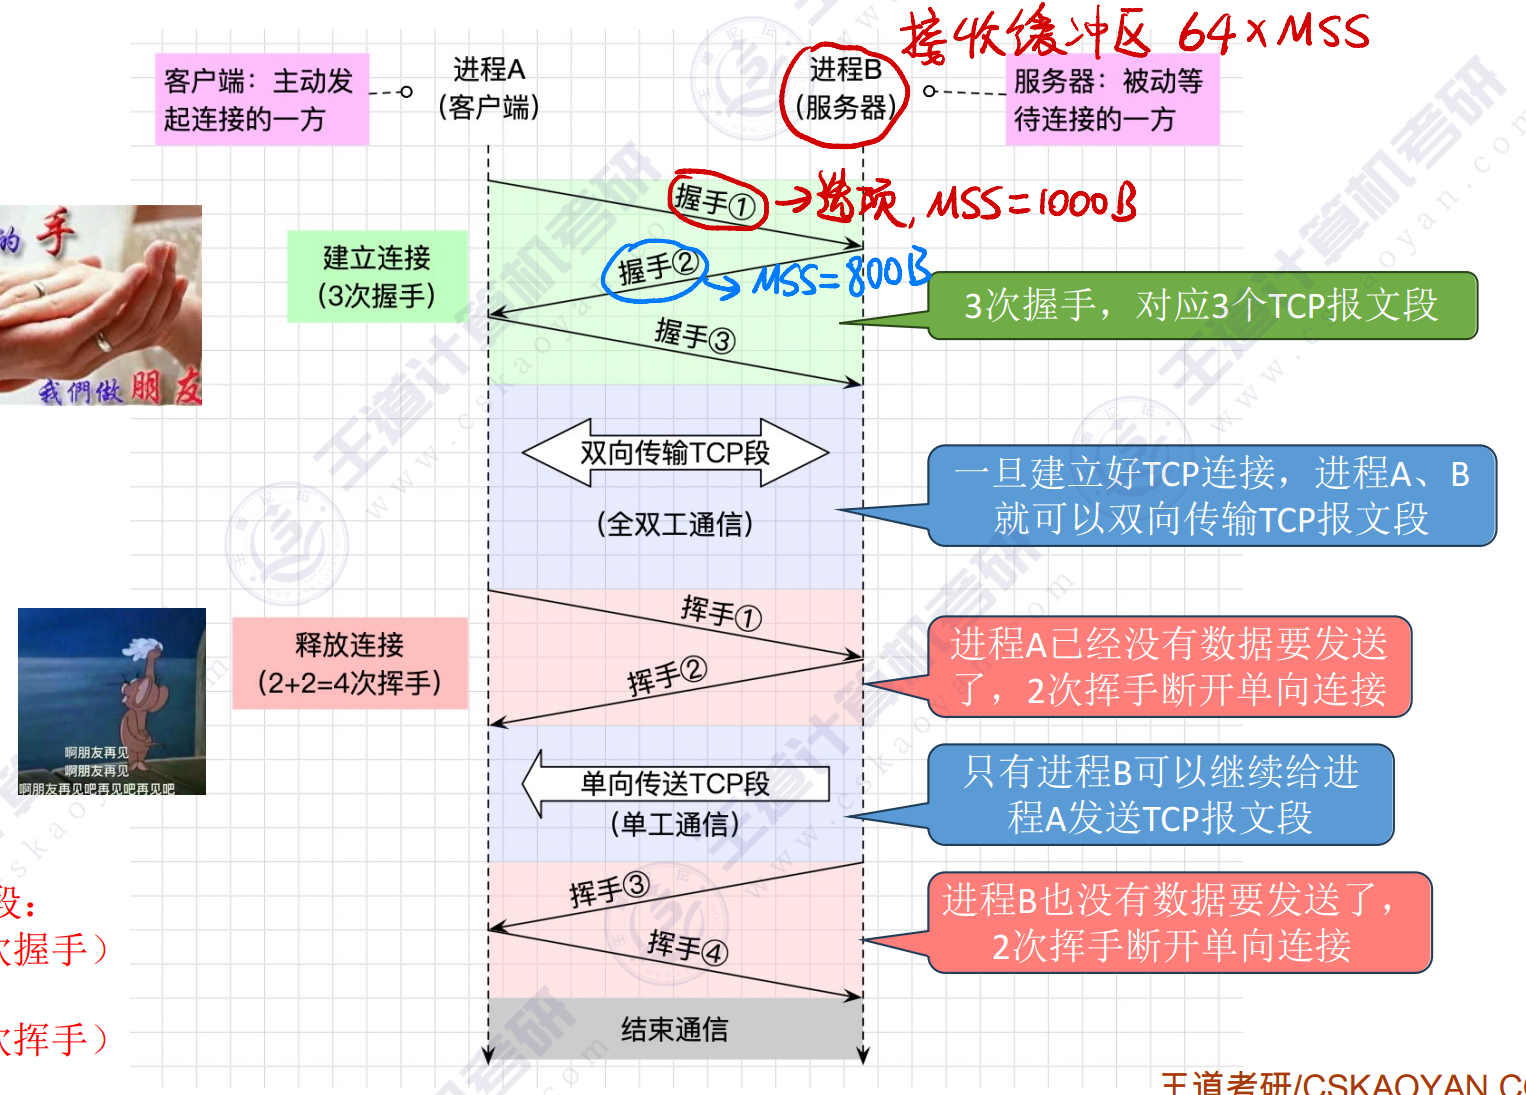 接收缓冲区 64×MSS
客户端：主动发
起连接的一方
进程A
(客户端)
进程B
(服务器)
服务器：被动等
待连接的一方
握手①
→选项, MSS=1000B
的 手
建立连接
(3次握手)
握手②
→ MSS=800B
3次握手，对应3个TCP报文段
握手③
我們做 朋 友
双向传输TCP段
(全双工通信)
一旦建立好TCP连接，进程A、B
就可以双向传输TCP报文段
挥手①
释放连接
(2+2=4次挥手)
挥手②
进程A已经没有数据要发送
了，2次挥手断开单向连接
啊朋友再见
啊朋友再见
啊朋友再见吧再见吧再见吧
单向传送TCP段
(单工通信)
只有进程B可以继续给进
程A发送TCP报文段
挥手③
段：
次握手）
挥手④
进程B也没有数据要发送了，
2次挥手断开单向连接
次挥手）
结束通信
王道考研/CSKAOYAN.CO
王道计算机考研
www.cskaoyan.com